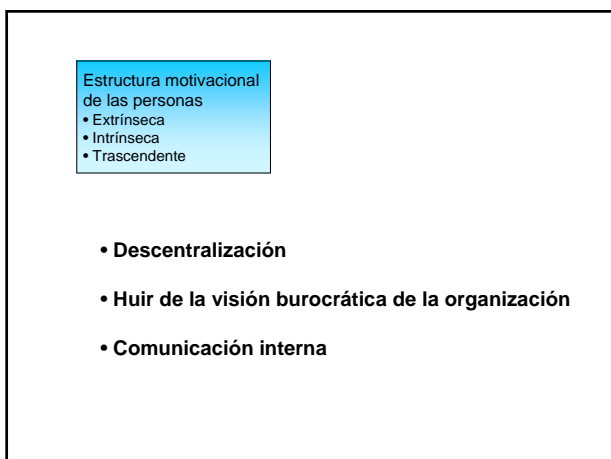 Estructura motivacional
de las personas
• Extrínseca
• Intrínseca
• Trascendente
• Descentralización
• Huir de la visión burocrática de la organización
• Comunicación interna